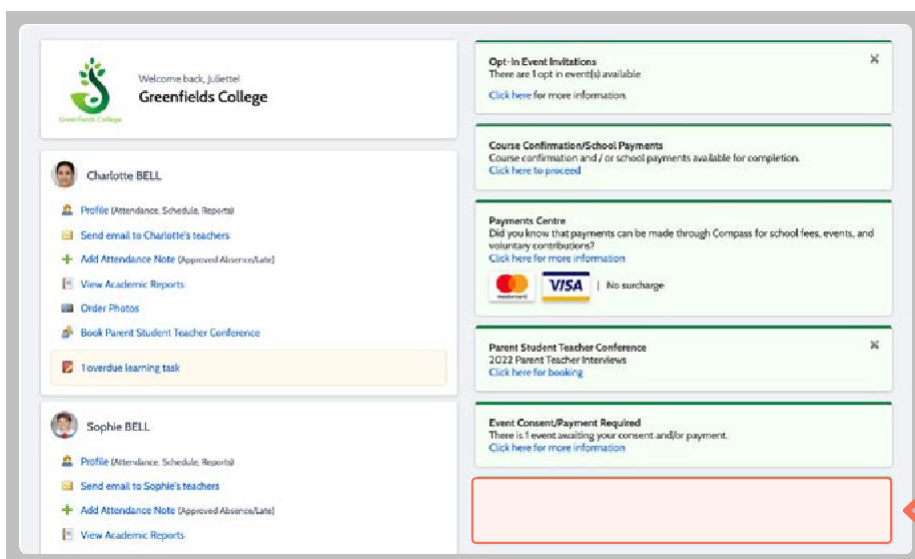 Welcome back, Juliette!
Greenfields College
Greenfields College
Charlotte BELL
Profile (Attendance, Schedule, Reports)
Send email to Charlotte's teachers
Add Attendance Note (Approved Absence/Late)
View Academic Reports
Order Photos
Book Parent Student Teacher Conference
1 overdue learning task
Sophie BELL
Profile (Attendance, Schedule, Reports)
Send email to Sophie's teachers
Add Attendance Note (Approved Absence/Late)
View Academic Reports
Opt-In Event Invitations
There are 1 opt in event(s) available
Click here for more information.
Course Confirmation/School Payments
Course confirmation and / or school payments available for completion.
Click here to proceed
Payments Centre
Did you know that payments can be made through Compass for school fees, events, and
voluntary contributions?
Click here for more information
mastercard VISA | No surcharge
Parent Student Teacher Conference
2022 Parent Teacher Interviews
Click here for booking
Event Consent/Payment Required
There is 1 event awaiting your consent and/or payment.
Click here for more information